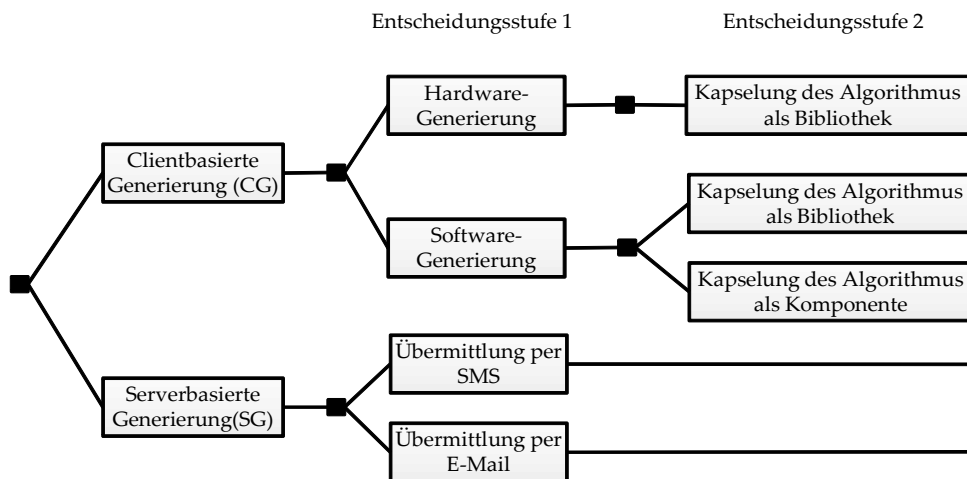 Entscheidungsstufe 1
Entscheidungsstufe 2
Hardware-
Generierung
Kapselung des Algorithmus
als Bibliothek
Clientbasierte
Generierung (CG)
Kapselung des Algorithmus
als Bibliothek
Software-
Generierung
Kapselung des Algorithmus
als Komponente
Übermittlung per
SMS
Serverbasierte
Generierung(SG)
Übermittlung per
E-Mail